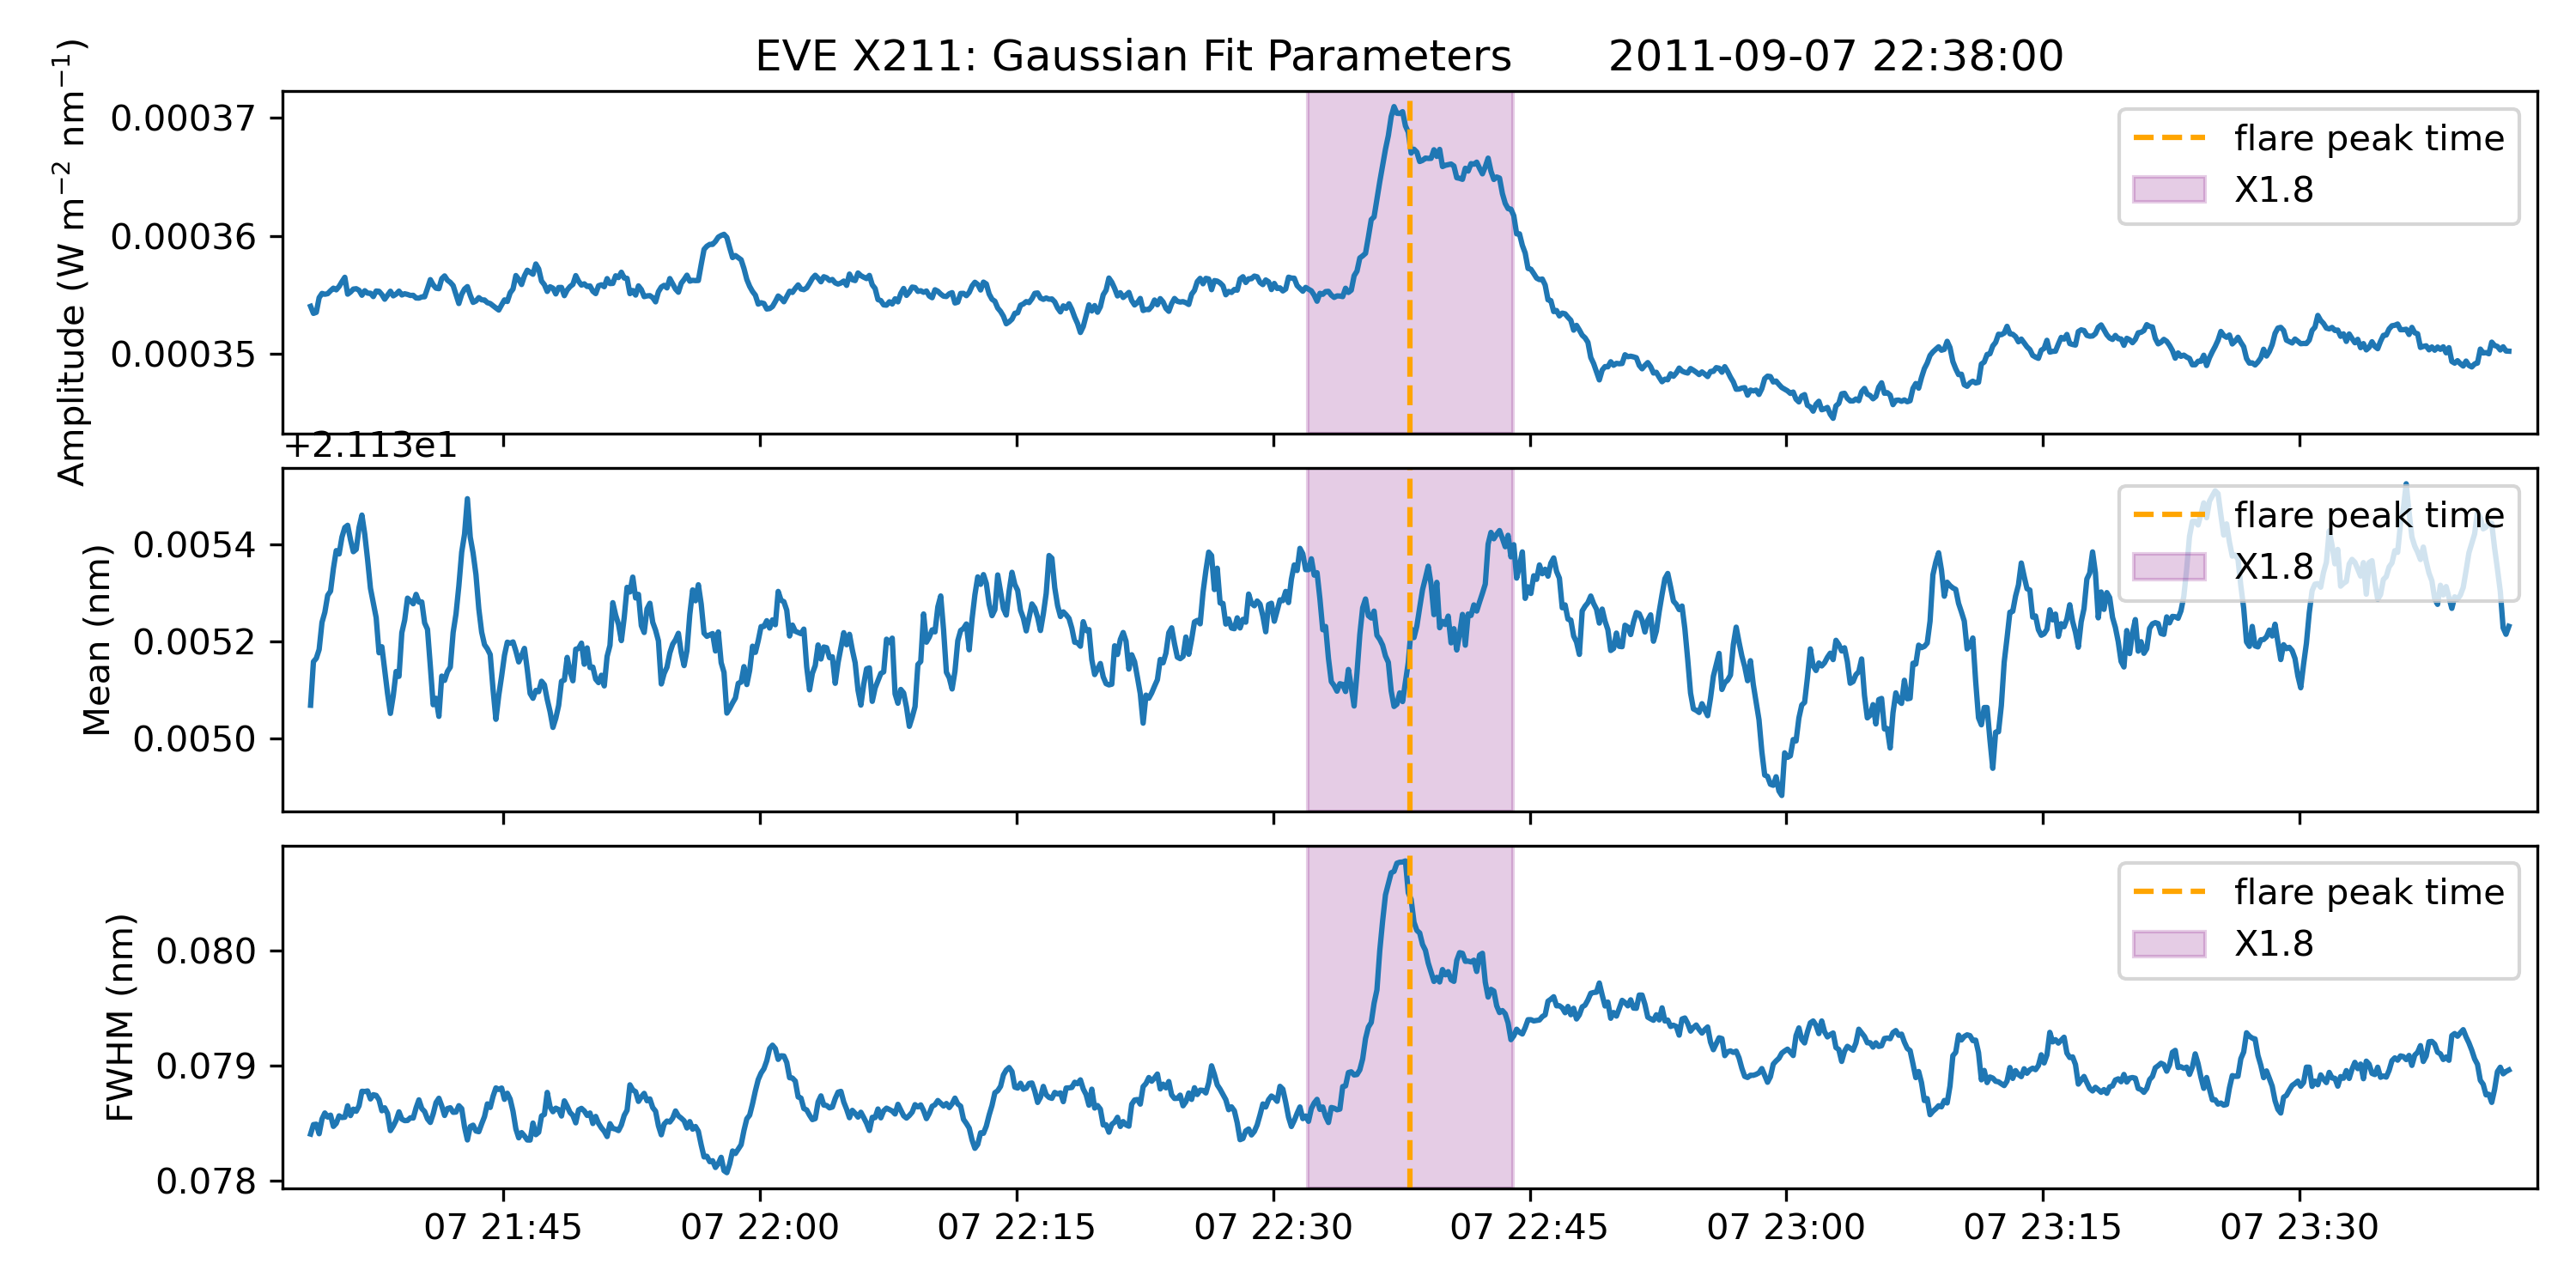 EVE X211: Gaussian Fit Parameters 2011-09-07 22:38:00
Amplitude (W m⁻² nm⁻¹)
0.00037
0.00036
0.00035
flare peak time
X1.8
+2.113e1
Mean (nm)
0.0054
0.0052
0.0050
flare peak time
X1.8
FWHM (nm)
0.080
0.079
0.078
flare peak time
X1.8
07 21:45 07 22:00 07 22:15 07 22:30 07 22:45 07 23:00 07 23:15 07 23:30